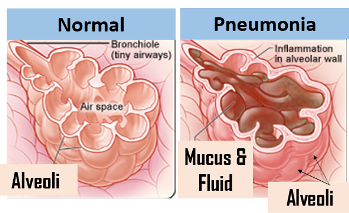 Normal
Bronchiole
(tiny airways)
Air space
Alveoli
Pneumonia
Inflammation
in alveolar wall
Mucus &
Fluid
Alveoli